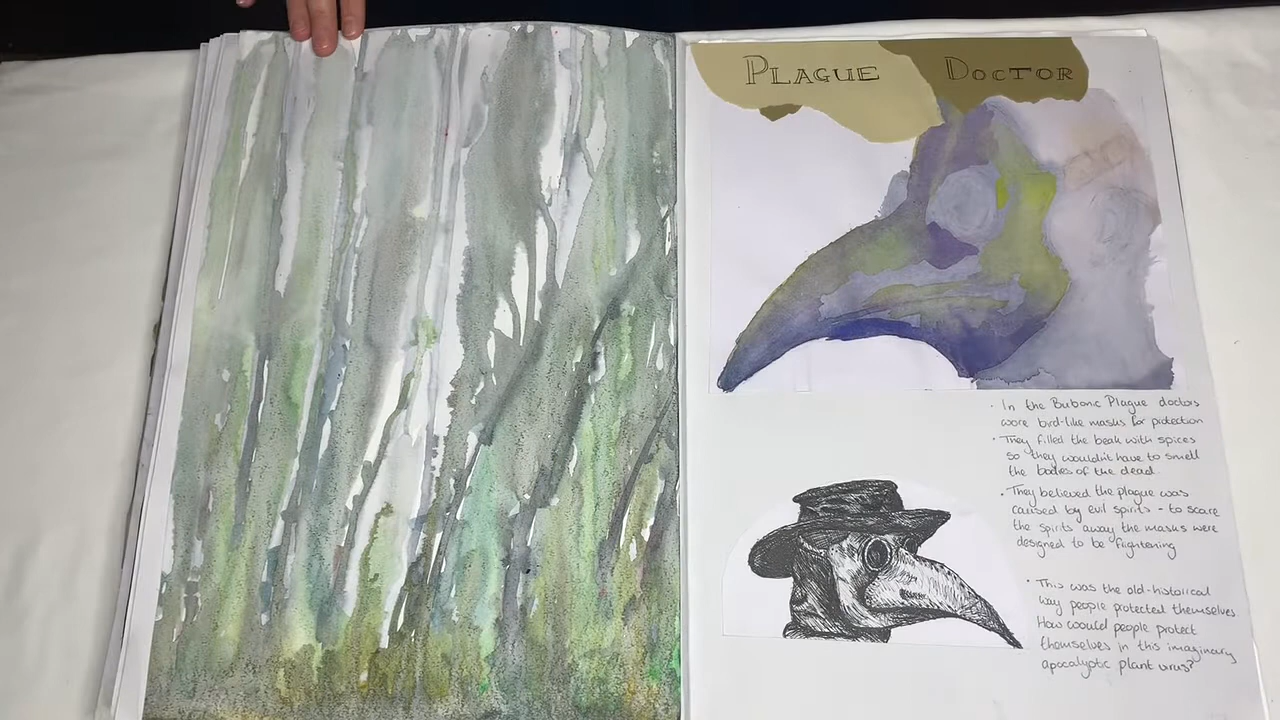 PLAGUE DOCTOR
· In the Bubonic Plague doctors
wore bird-like masks for protection
· They filled the beak with spices
so they wouldn't have to smell
the bodies of the dead.
· They believed the plague was
caused by evil spirits - to scare
the spirits away the masks were
designed to be frightening
· This was the old-historical
way people protected themselves.
How would people protect
themselves in this imaginary
apocalyptic plant virus?